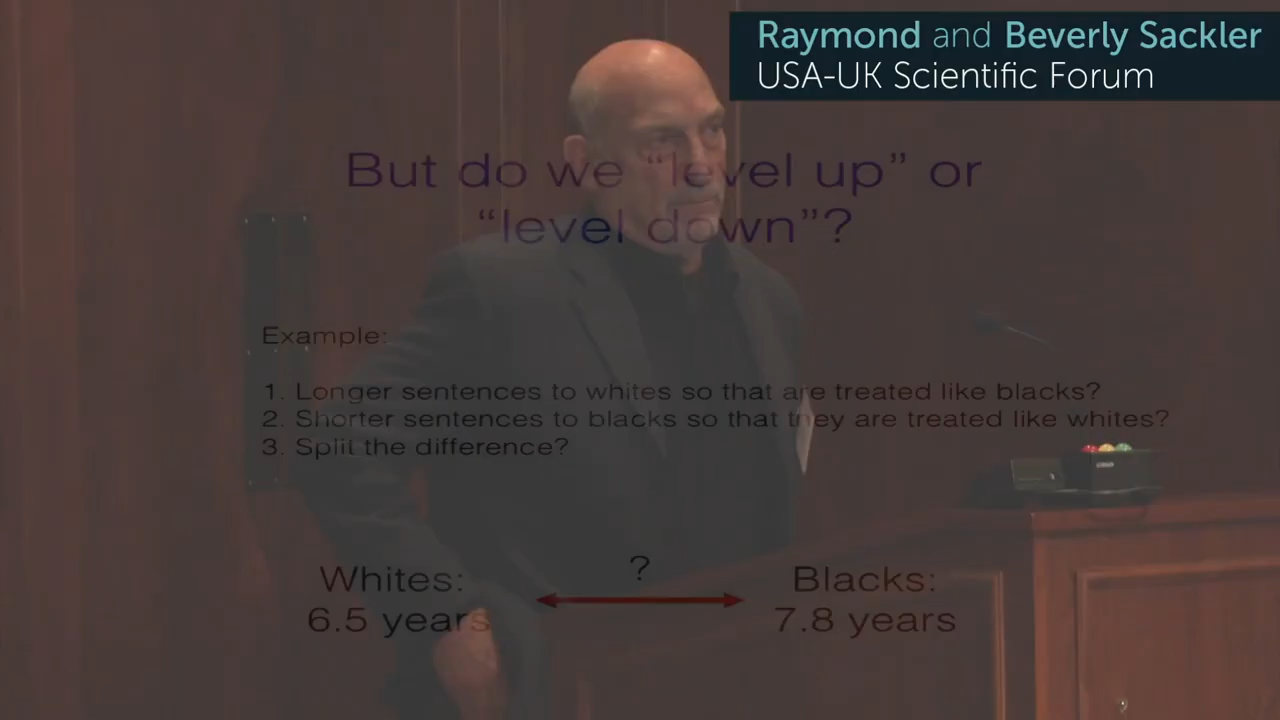 Raymond and Beverly Sackler
USA-UK Scientific Forum
But do we “level up” or
“level down”?
Example:
1. Longer sentences to whites so that are treated like blacks?
2. Shorter sentences to blacks so that they are treated like whites?
3. Split the difference?
?
Whites:
6.5 years
Blacks:
7.8 years